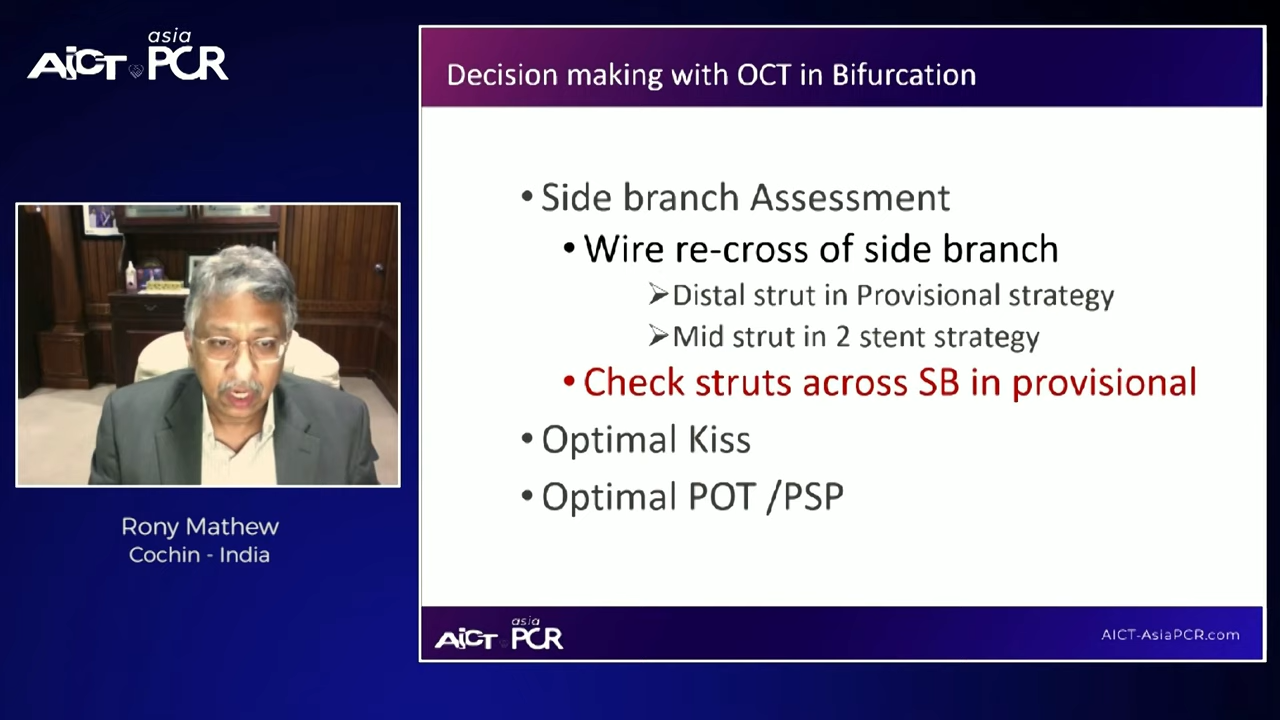 asia
AICT PCR
Decision making with OCT in Bifurcation
• Side branch Assessment
• Wire re-cross of side branch
➢Distal strut in Provisional strategy
➢Mid strut in 2 stent strategy
• Check struts across SB in provisional
• Optimal Kiss
• Optimal POT /PSP
Rony Mathew
Cochin - India
asia
AICT PCR
AICT-AsiaPCR.com